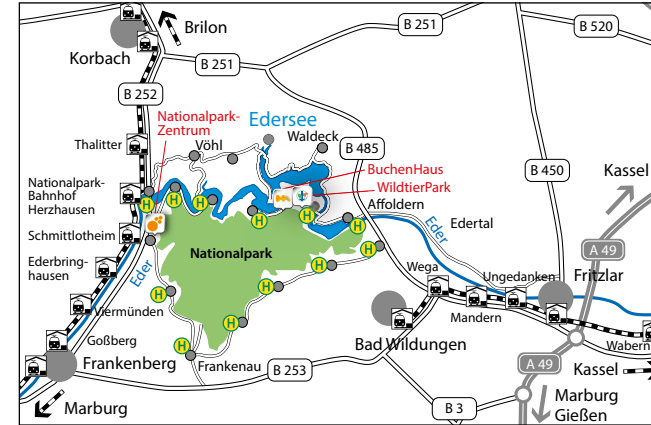 Brilon
B 251
B 520
Korbach
B 251
B 252
Nationalpark-
Zentrum
Edersee
Thalitter
Vöhl
Waldeck
B 485
BuchenHaus
WildtierPark
B 450
Kassel
Nationalpark-
Bahnhof
Herzhausen
H
H
H
H
H
Affoldern
Schmittlotheim
Eder
Edertal
Nationalpark
H
A 49
Ederbring-
hausen
Eder
H
Wega
Ungedanken
Fritzlar
H
H
Viermünden
H
Mandern
Goßberg
H
Bad Wildungen
Wabern
Frankenberg
Frankenau
B 253
A 49
Kassel
Marburg
B 3
Marburg
Gießen